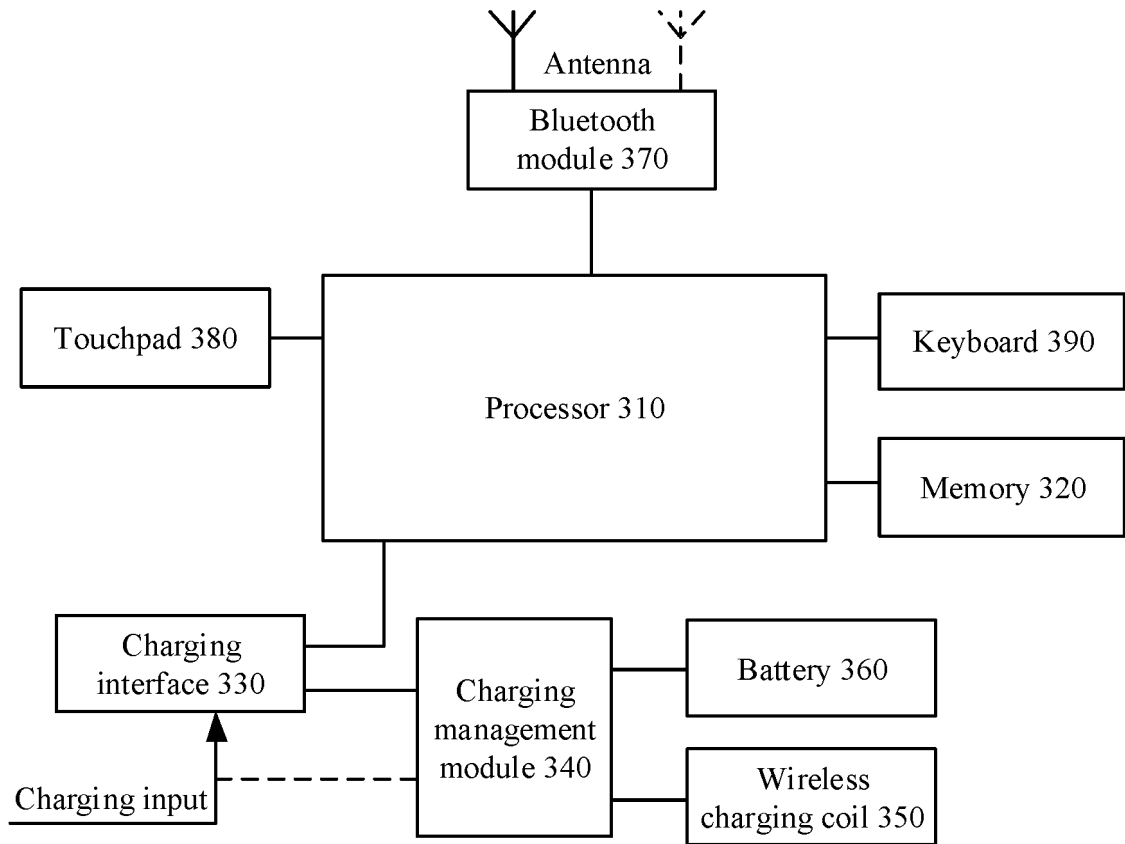 Antenna
Bluetooth
module 370
Touchpad 380
Keyboard 390
Processor 310
Memory 320
Charging
interface 330
Charging
management
module 340
Battery 360
Charging input
Wireless
charging coil 350